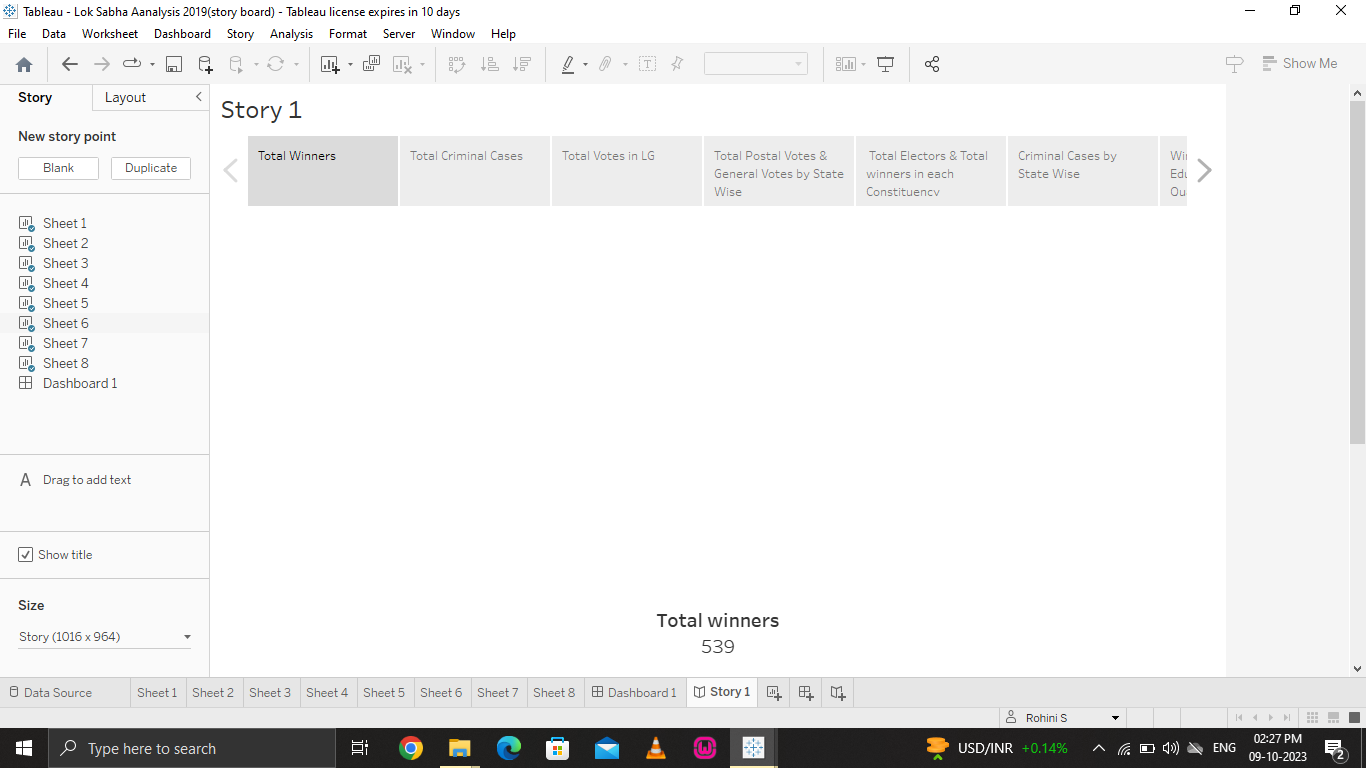 Tableau - Lok Sabha Aanalysis 2019(story board) - Tableau license expires in 10 days
File Data Worksheet Dashboard Story Analysis Format Server Window Help
Show Me
Story Layout
New story point
Blank Duplicate
Sheet 1
Sheet 2
Sheet 3
Sheet 4
Sheet 5
Sheet 6
Sheet 7
Sheet 8
Dashboard 1
A Drag to add text
Show title
Size
Story (1016 x 964)
Story 1
Total Winners
Total Criminal Cases
Total Votes in LG
Total Postal Votes &
General Votes by State
Wise
Total Electors & Total
winners in each
Constituency
Criminal Cases by
State Wise
Total winners
539
Data Source Sheet 1 Sheet 2 Sheet 3 Sheet 4 Sheet 5 Sheet 6 Sheet 7 Sheet 8 Dashboard 1 Story 1
Rohini S
Type here to search
USD/INR +0.14%
ENG
02:27 PM
09-10-2023
2